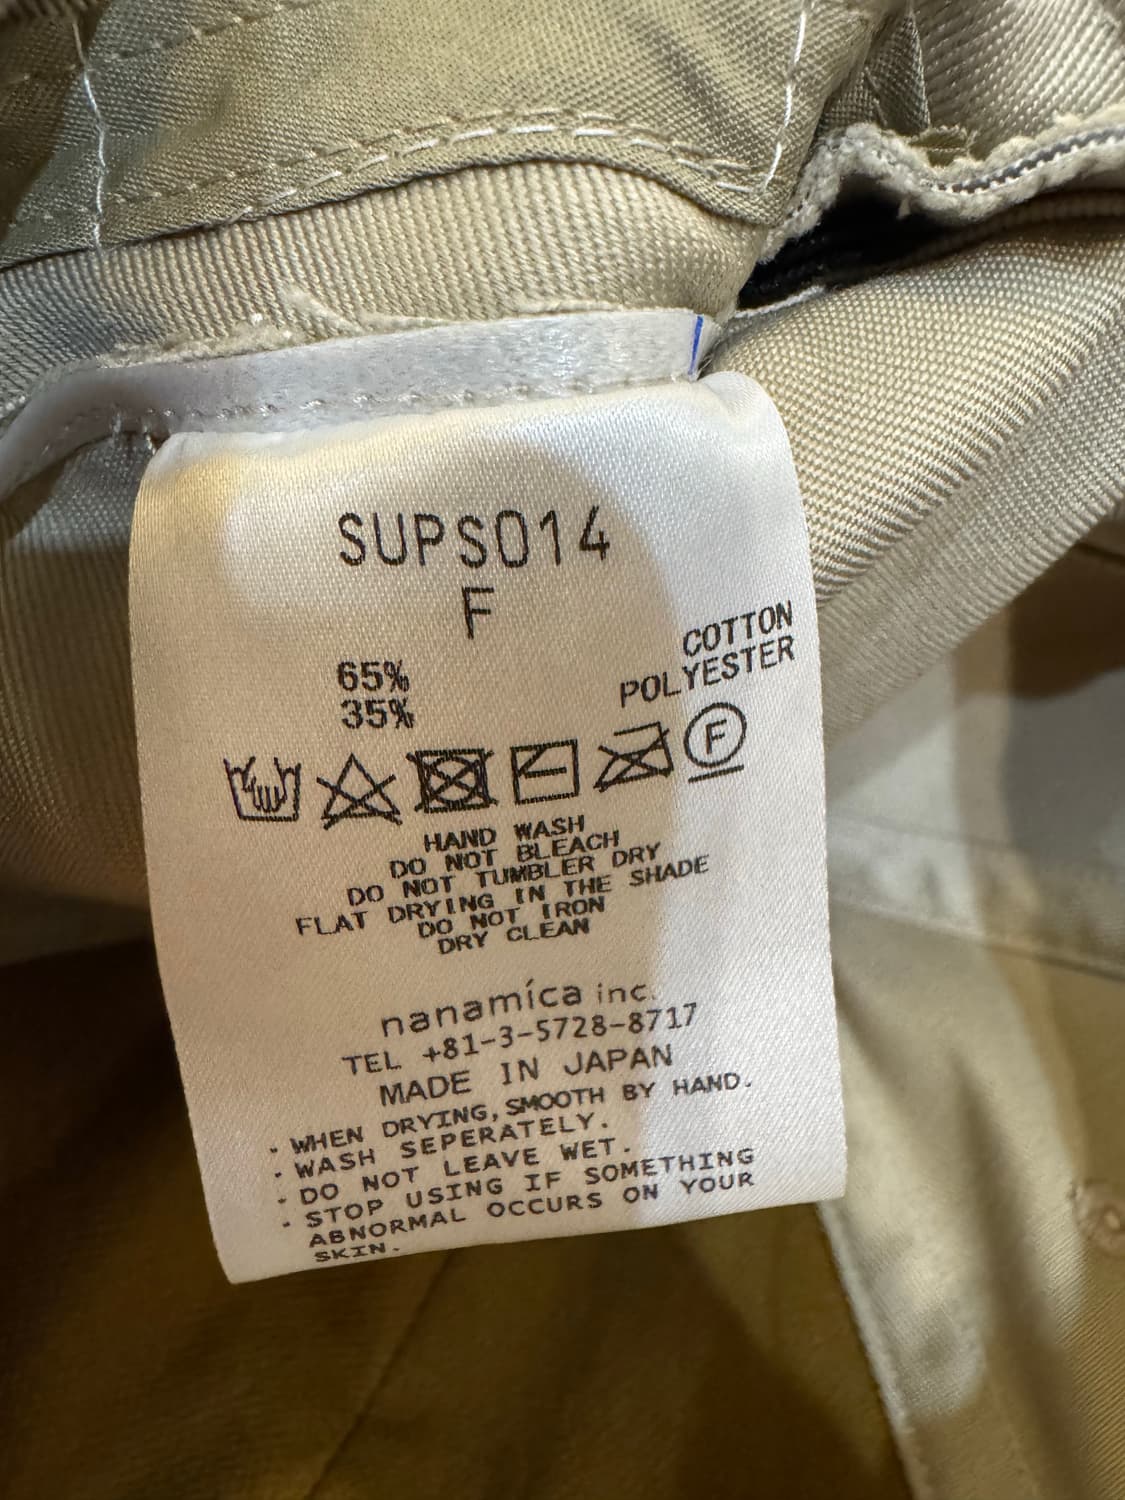 SUPS014
F
65% COTTON
35% POLYESTER
F
HAND WASH
DO NOT BLEACH
DO NOT TUMBLER DRY
FLAT DRYING IN THE SHADE
DO NOT IRON
DRY CLEAN
nanamíca inc.
TEL +81-3-5728-8717
MADE IN JAPAN
· WHEN DRYING, SMOOTH BY HAND.
· WASH SEPERATELY.
· DO NOT LEAVE WET.
· STOP USING IF SOMETHING
ABNORMAL OCCURS ON YOUR
SKIN.